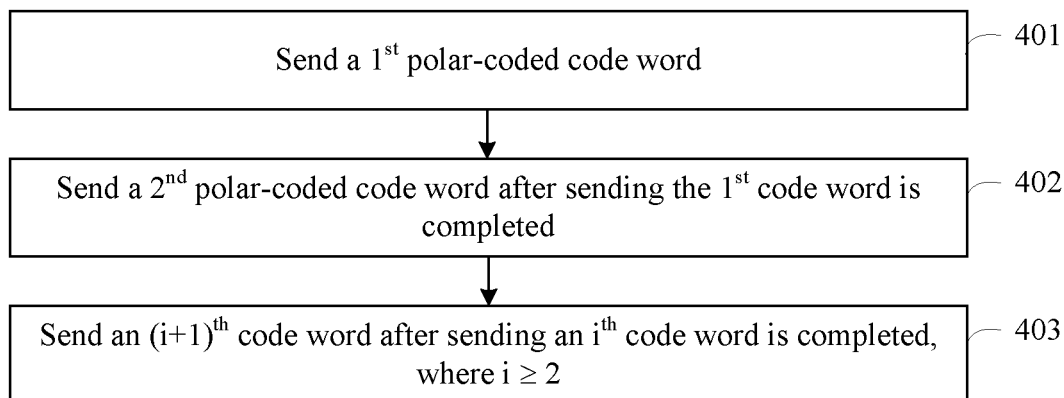 Send a 1st polar-coded code word
401
Send a 2nd polar-coded code word after sending the 1st code word is
completed
402
Send an (i+1)th code word after sending an ith code word is completed,
where i ≥ 2
403